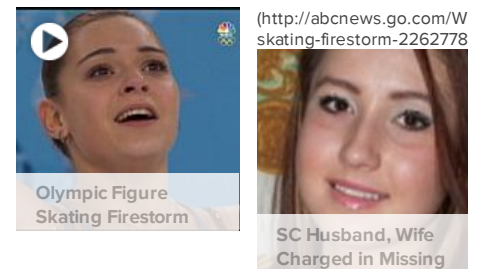 (http://abcnews.go.com/W
skating-firestorm-2262778
Olympic Figure
Skating Firestorm
SC Husband, Wife
Charged in Missing